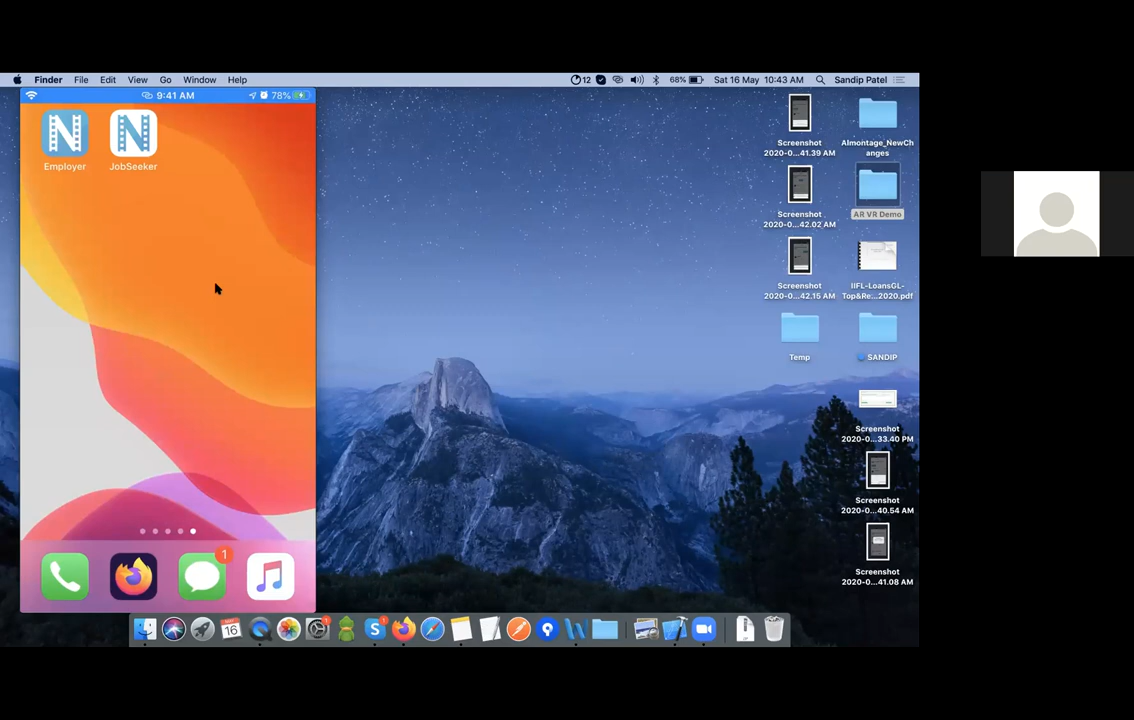 Finder File Edit View Go Window Help
12 68% Sat 16 May 10:43 AM Sandip Patel
9:41 AM 78%
Employer
JobSeeker
1
Screenshot
2020-0...41.39 AM
AImontage_NewCh
anges
Screenshot
2020-0...42.02 AM
AR VR Demo
Screenshot
2020-0...42.15 AM
IIFL-LoansGL-
Top&Re...2020.pdf
Temp
SANDIP
Screenshot
2020-0...33.40 PM
Screenshot
2020-0...40.54 AM
Screenshot
2020-0...41.08 AM
16